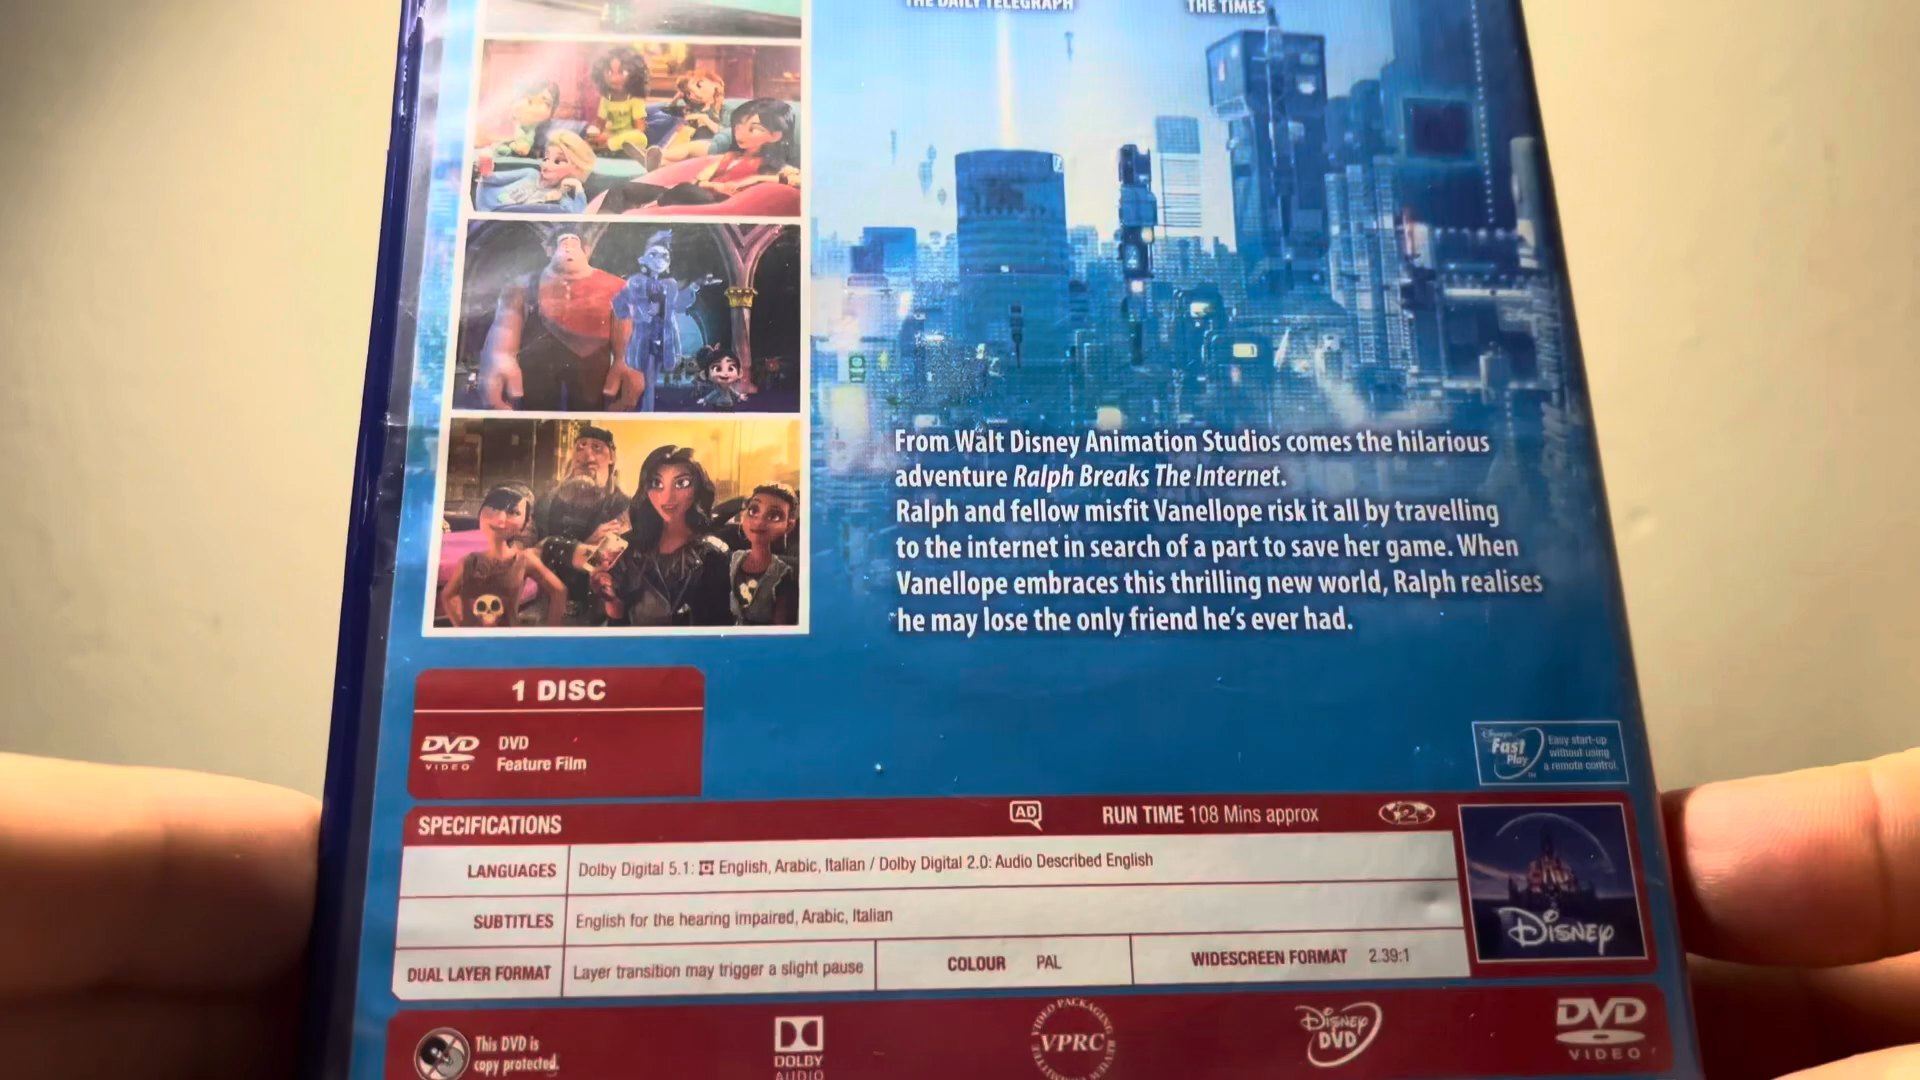 THE DAILY TELEGRAPH
THE TIMES
From Walt Disney Animation Studios comes the hilarious
adventure Ralph Breaks The Internet.
Ralph and fellow misfit Vanellope risk it all by travelling
to the internet in search of a part to save her game. When
Vanellope embraces this thrilling new world, Ralph realises
he may lose the only friend he's ever had.
1 DISC
DVD
VIDEO
DVD
Feature Film
Disney's
Fast
Play
TM
Easy start-up
without using
a remote control.
SPECIFICATIONS
AD
RUN TIME 108 Mins approx
2
LANGUAGES
Dolby Digital 5.1: English, Arabic, Italian / Dolby Digital 2.0: Audio Described English
SUBTITLES
English for the hearing impaired, Arabic, Italian
DUAL LAYER FORMAT
Layer transition may trigger a slight pause
COLOUR PAL
WIDESCREEN FORMAT 2.39:1
Disney
This DVD is
copy protected.
DOLBY
AUDIO
VIDEO PACKAGING
VPRC
Disney
DVD
DVD
VIDEO